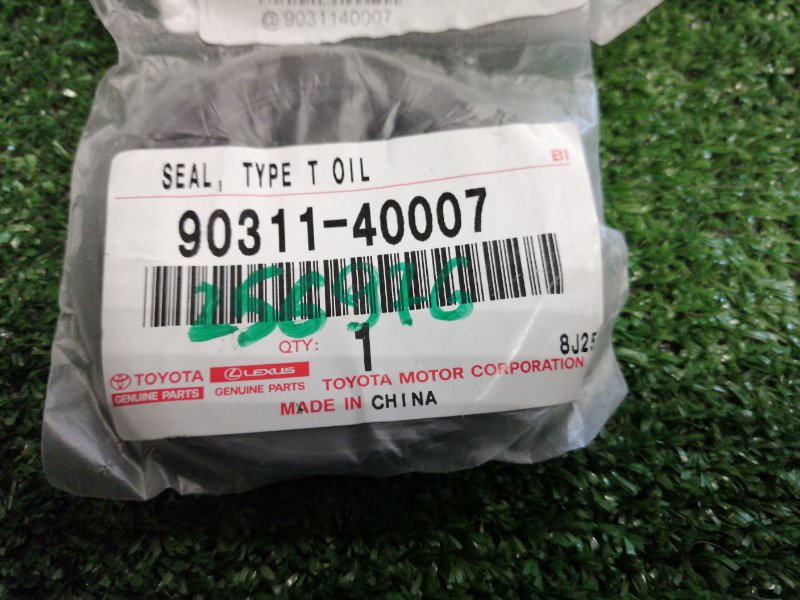 @9031140007
SEAL, TYPE T OIL
BI
90311-40007
QTY: 1
8J25
TOYOTA
GENUINE PARTS
LEXUS
GENUINE PARTS
TOYOTA MOTOR CORPORATION
MADE IN CHINA